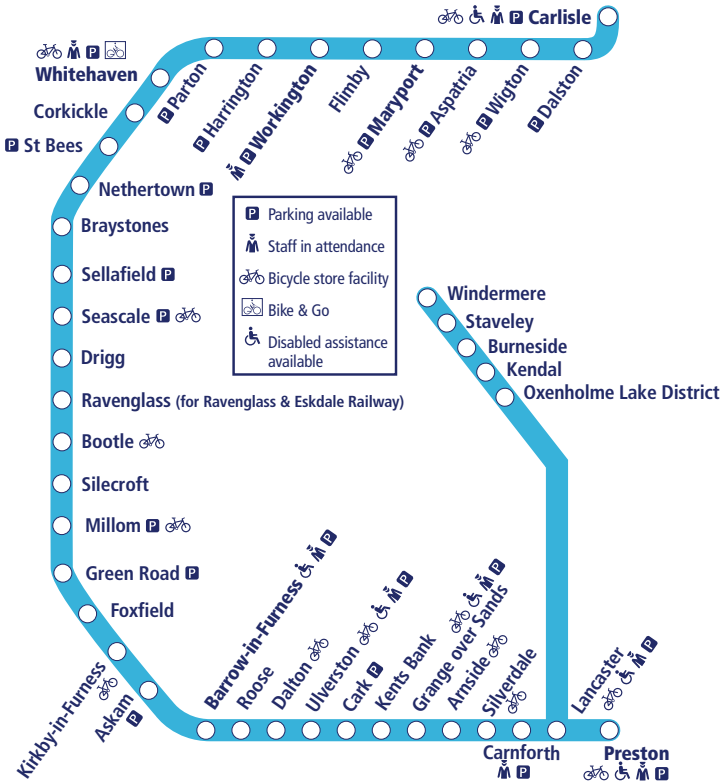 Carlisle
Whitehaven
Parton
Harrington
Workington
Flimby
Maryport
Aspatria
Wigton
Dalston
Corkickle
P St Bees
Nethertown P
Braystones
Sellafield P
Seascale P
Drigg
Ravenglass (for Ravenglass & Eskdale Railway)
Bootle
Silecroft
Millom P
Green Road P
Foxfield
Kirkby-in-Furness
Askam
P Parking available
Staff in attendance
Bicycle store facility
Bike & Go
Disabled assistance
available
Windermere
Staveley
Burneside
Kendal
Oxenholme Lake District
Barrow-in-Furness
Roose
Dalton
Ulverston
Cark P
Kents Bank
Grange over Sands
Arnside
Silverdale
Carnforth
Lancaster
Preston